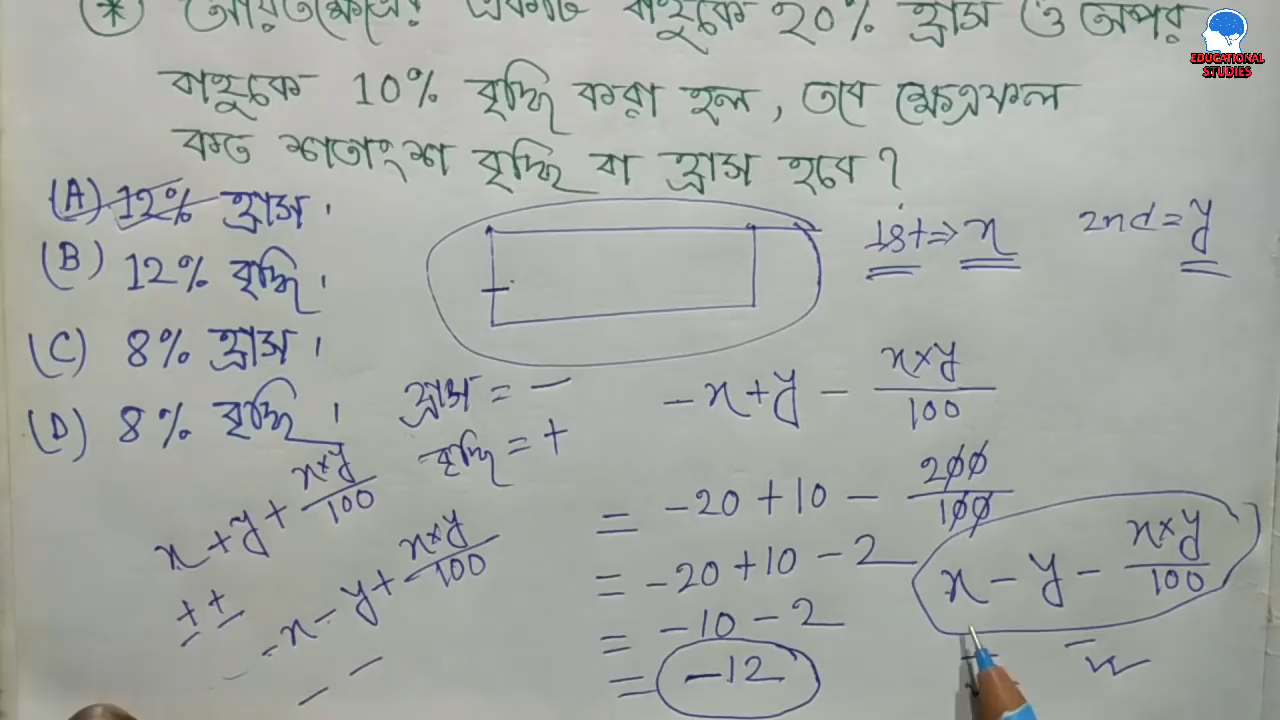 * আয়তক্ষেত্রের একটি বাহুকে 20% হ্রাস ও অপর
বাহুকে 10% বৃদ্ধি করা হল, তবে ক্ষেত্রফল
কত শতাংশ বৃদ্ধি বা হ্রাস হবে ?
(A) 12% হ্রাস ।
(B) 12% বৃদ্ধি ।
(C) 8% হ্রাস ।
(D) 8% বৃদ্ধি ।
1st ⇒ x 2nd = y
হ্রাস = −
বৃদ্ধি = +
x + y + x×y/100
+ +
- x - y + x×y/100
− −
- x + y - x×y/100
= -20 + 10 - 200/100
= -20 + 10 - 2
= -10 - 2
= -12
x - y - x×y/100
EDUCATIONAL
STUDIES